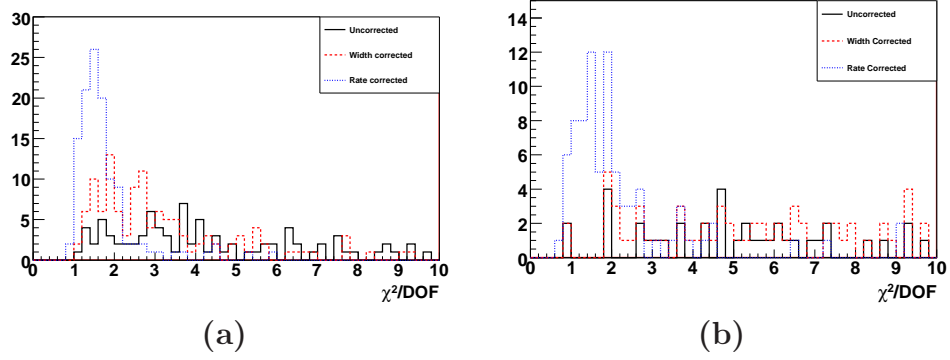 30
25
20
15
10
5
0
0 1 2 3 4 5 6 7 8 9 10
χ²/DOF
Uncorrected
Width corrected
Rate corrected
(a)
14
12
10
8
6
4
2
0
0 1 2 3 4 5 6 7 8 9 10
χ²/DOF
Uncorrected
Width Corrected
Rate Corrected
(b)